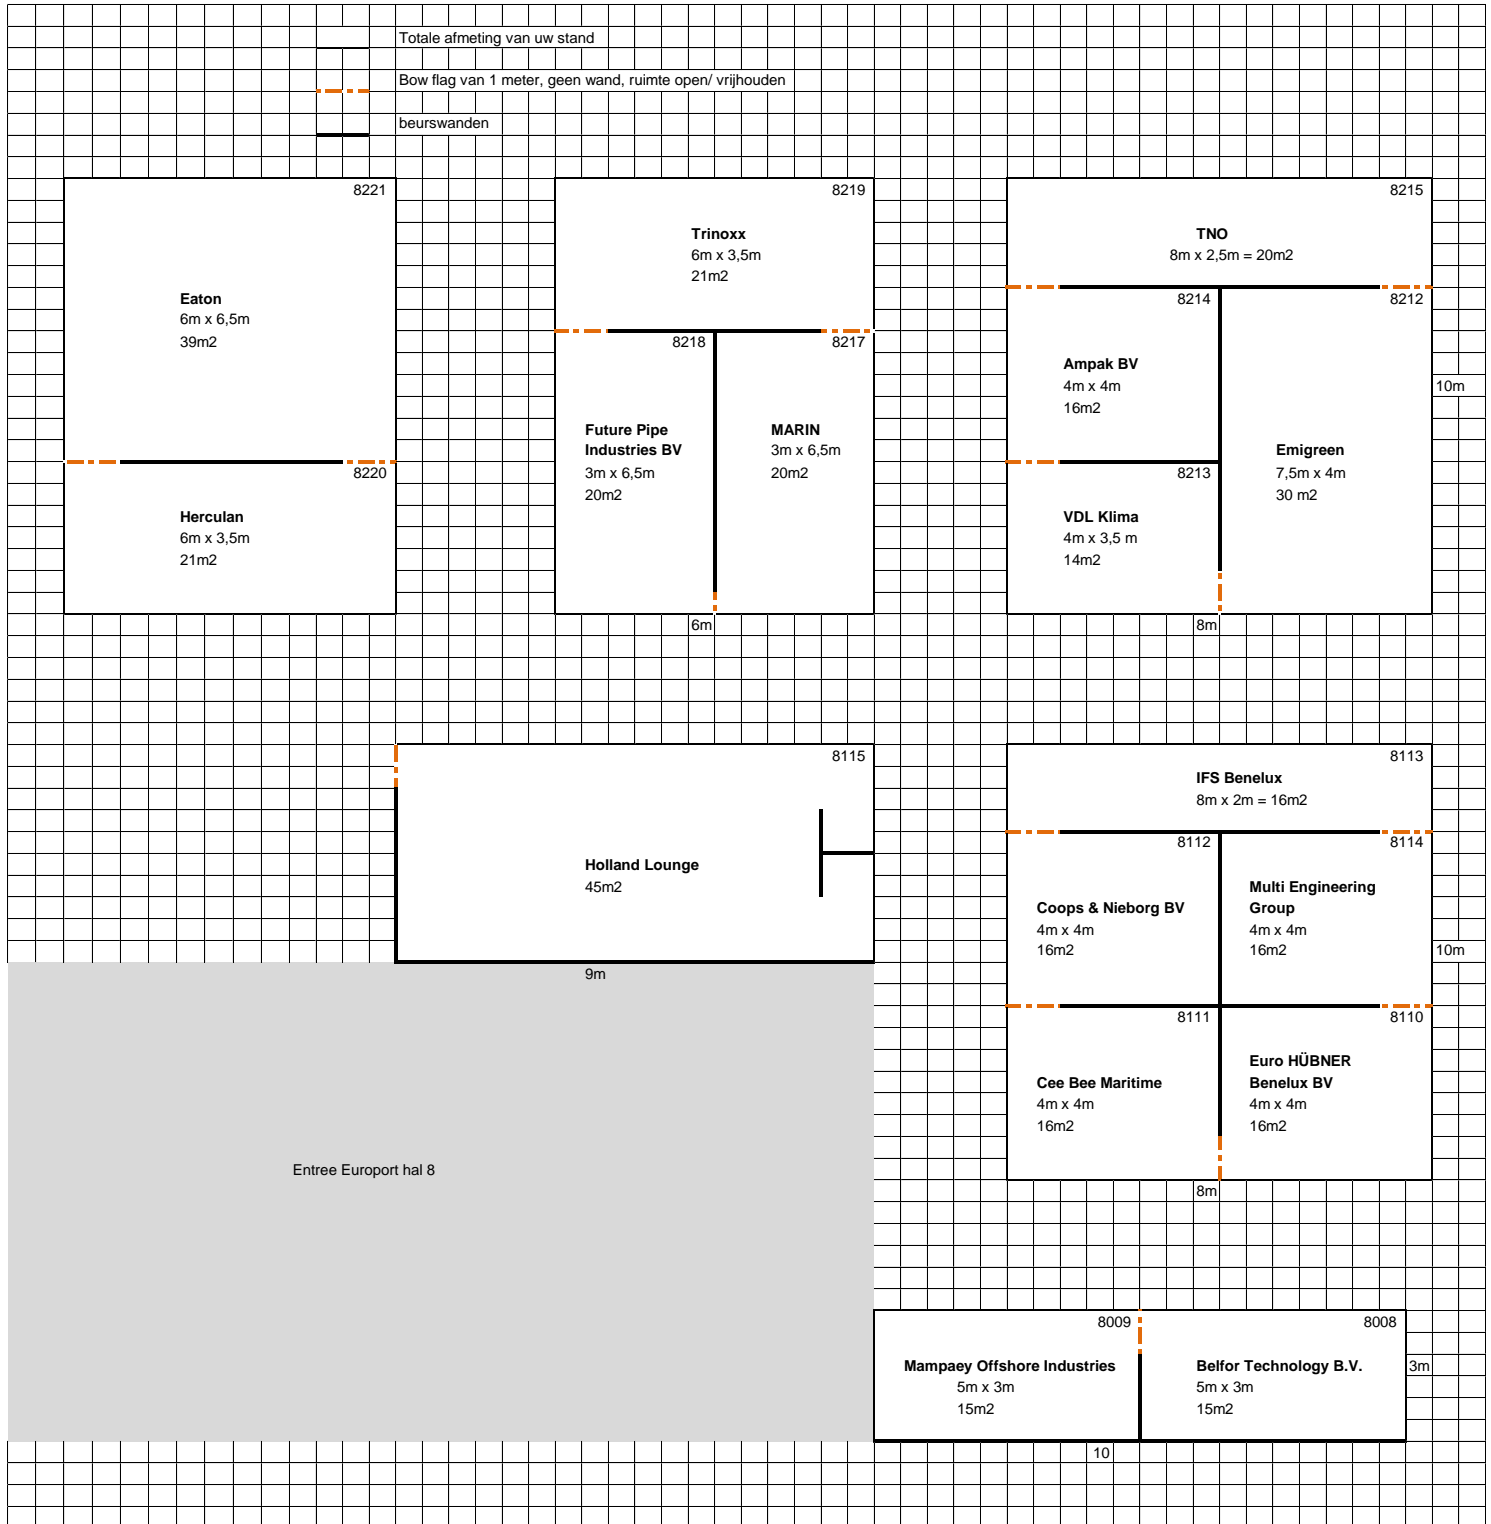 Totale afmeting van uw stand
Bow flag van 1 meter, geen wand, ruimte open/ vrijhouden
beurswanden
8221
Eaton
6m x 6,5m
39m2
8220
Herculan
6m x 3,5m
21m2
8219
Trinoxx
6m x 3,5m
21m2
8218
Future Pipe
Industries BV
3m x 6,5m
20m2
8217
MARIN
3m x 6,5m
20m2
6m
8215
TNO
8m x 2,5m = 20m2
8214
Ampak BV
4m x 4m
16m2
8212
Emigreen
7,5m x 4m
30 m2
8213
VDL Klima
4m x 3,5 m
14m2
10m
8m
8115
Holland Lounge
45m2
9m
8113
IFS Benelux
8m x 2m = 16m2
8112
Coops & Nieborg BV
4m x 4m
16m2
8114
Multi Engineering
Group
4m x 4m
16m2
10m
8111
Cee Bee Maritime
4m x 4m
16m2
8110
Euro HÜBNER
Benelux BV
4m x 4m
16m2
8m
Entree Europort hal 8
8009
Mampaey Offshore Industries
5m x 3m
15m2
8008
Belfor Technology B.V.
5m x 3m
15m2
3m
10